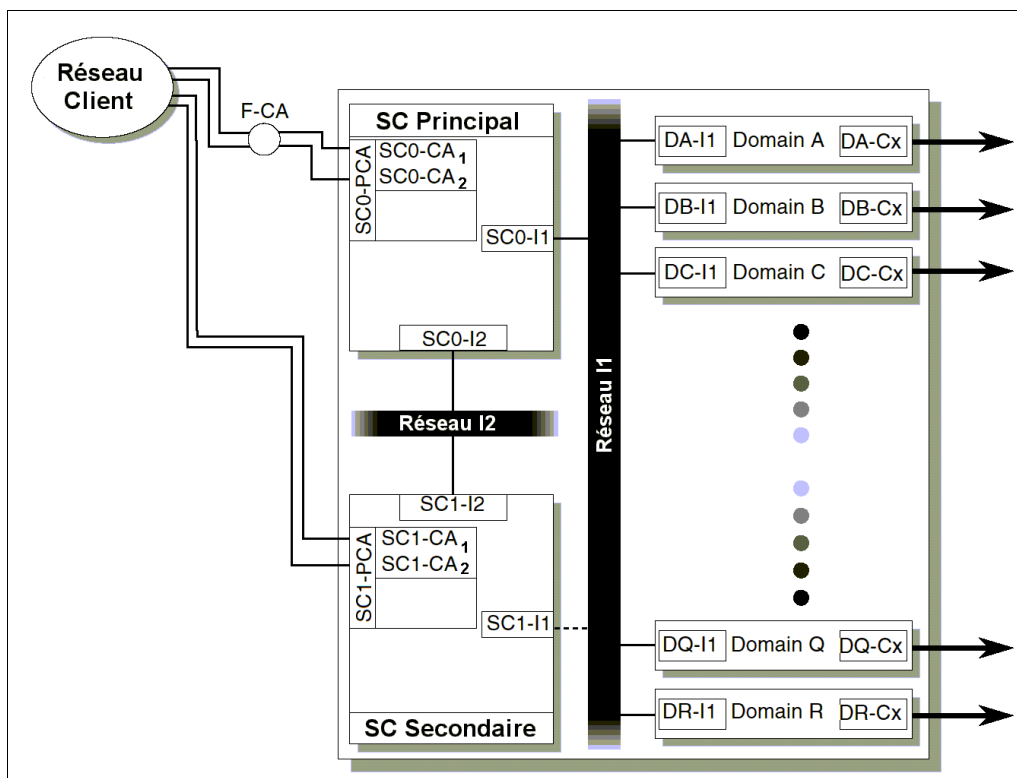 Réseau
Client
F-CA
SC Principal
SC0-PCA
SC0-CA1
SC0-CA2
SC0-I1
SC0-I2
Réseau I2
SC1-I2
SC1-PCA
SC1-CA1
SC1-CA2
SC1-I1
SC Secondaire
Réseau I1
DA-I1 Domain A DA-Cx
DB-I1 Domain B DB-Cx
DC-I1 Domain C DC-Cx
DQ-I1 Domain Q DQ-Cx
DR-I1 Domain R DR-Cx